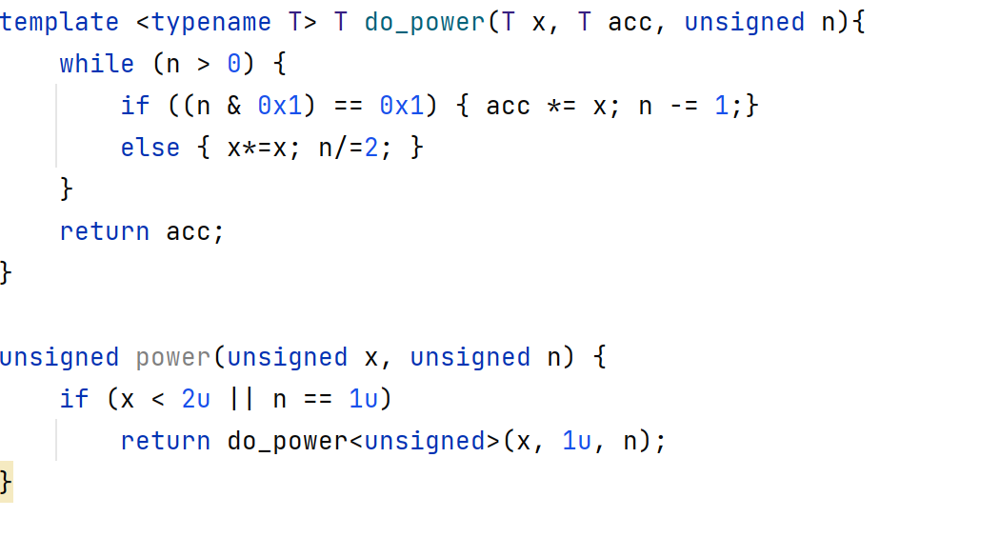 template <typename T> T do_power(T x, T acc, unsigned n){
    while (n > 0) {
        if ((n & 0x1) == 0x1) { acc *= x; n -= 1;}
        else { x*=x; n/=2; }
    }
    return acc;
}

unsigned power(unsigned x, unsigned n) {
    if (x < 2u || n == 1u)
        return do_power<unsigned>(x, 1u, n);
}